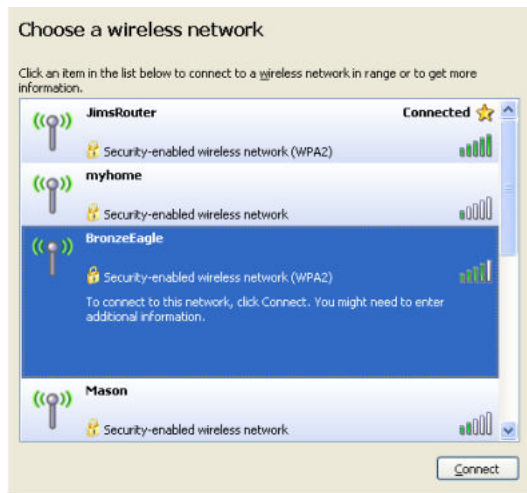 Choose a wireless network
Click an item in the list below to connect to a wireless network in range or to get more
information.
JimsRouter Connected
Security-enabled wireless network (WPA2)
myhome
Security-enabled wireless network
BronzeEagle
Security-enabled wireless network (WPA2)
To connect to this network, click Connect. You might need to enter
additional information.
Mason
Security-enabled wireless network
Connect